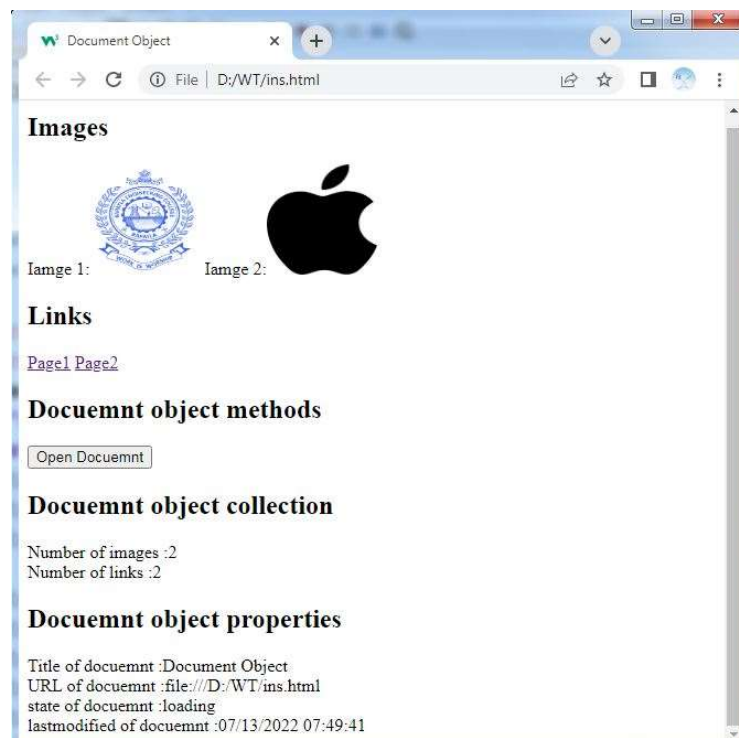 Document Object
File D:/WT/ins.html
Images
Iamge 1: Iamge 2:
Links
Page1 Page2
Docuemnt object methods
Open Docuemnt
Docuemnt object collection
Number of images :2
Number of links :2
Docuemnt object properties
Title of docuemnt :Document Object
URL of docuemnt :file:///D:/WT/ins.html
state of docuemnt :loading
lastmodified of docuemnt :07/13/2022 07:49:41